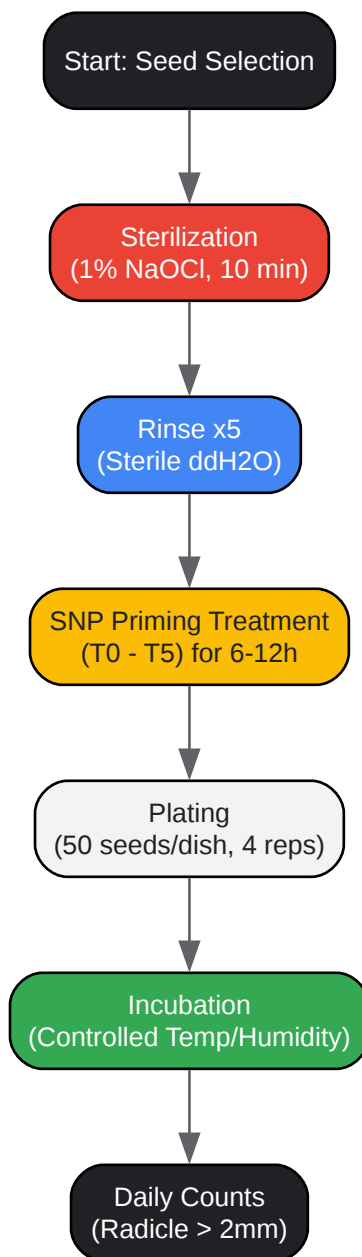 Start: Seed Selection
Sterilization
(1% NaOCl, 10 min)
Rinse x5
(Sterile ddH2O)
SNP Priming Treatment
(T0 - T5) for 6-12h
Plating
(50 seeds/dish, 4 reps)
Incubation
(Controlled Temp/Humidity)
Daily Counts
(Radicle > 2mm)